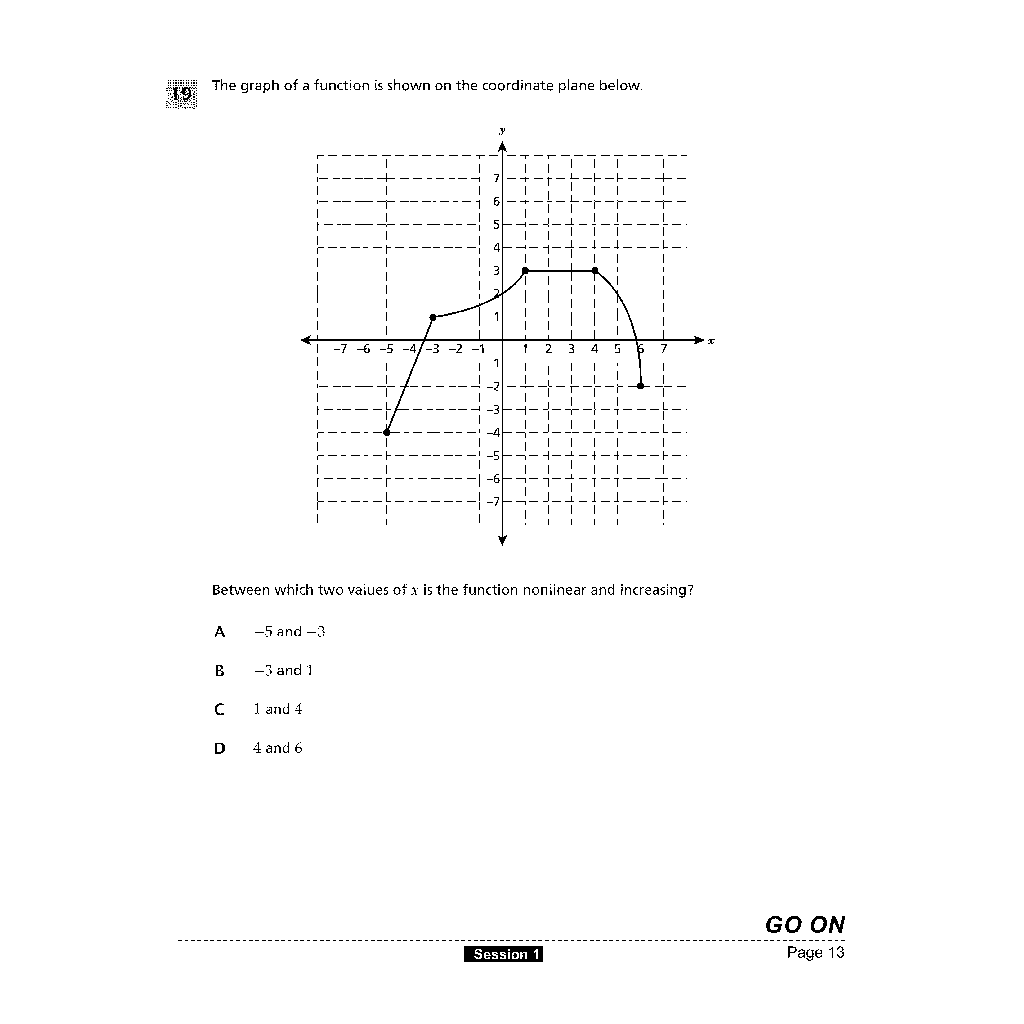 19
The graph of a function is shown on the coordinate plane below.
y
7
6
5
4
3
2
1
−7 −6 −5 −4 −3 −2 −1 1 2 3 4 5 6 7 x
1
−2
−3
−4
−5
−6
−7
Between which two values of x is the function nonlinear and increasing?
A −5 and −3
B −3 and 1
C 1 and 4
D 4 and 6
GO ON
Session 1
Page 13